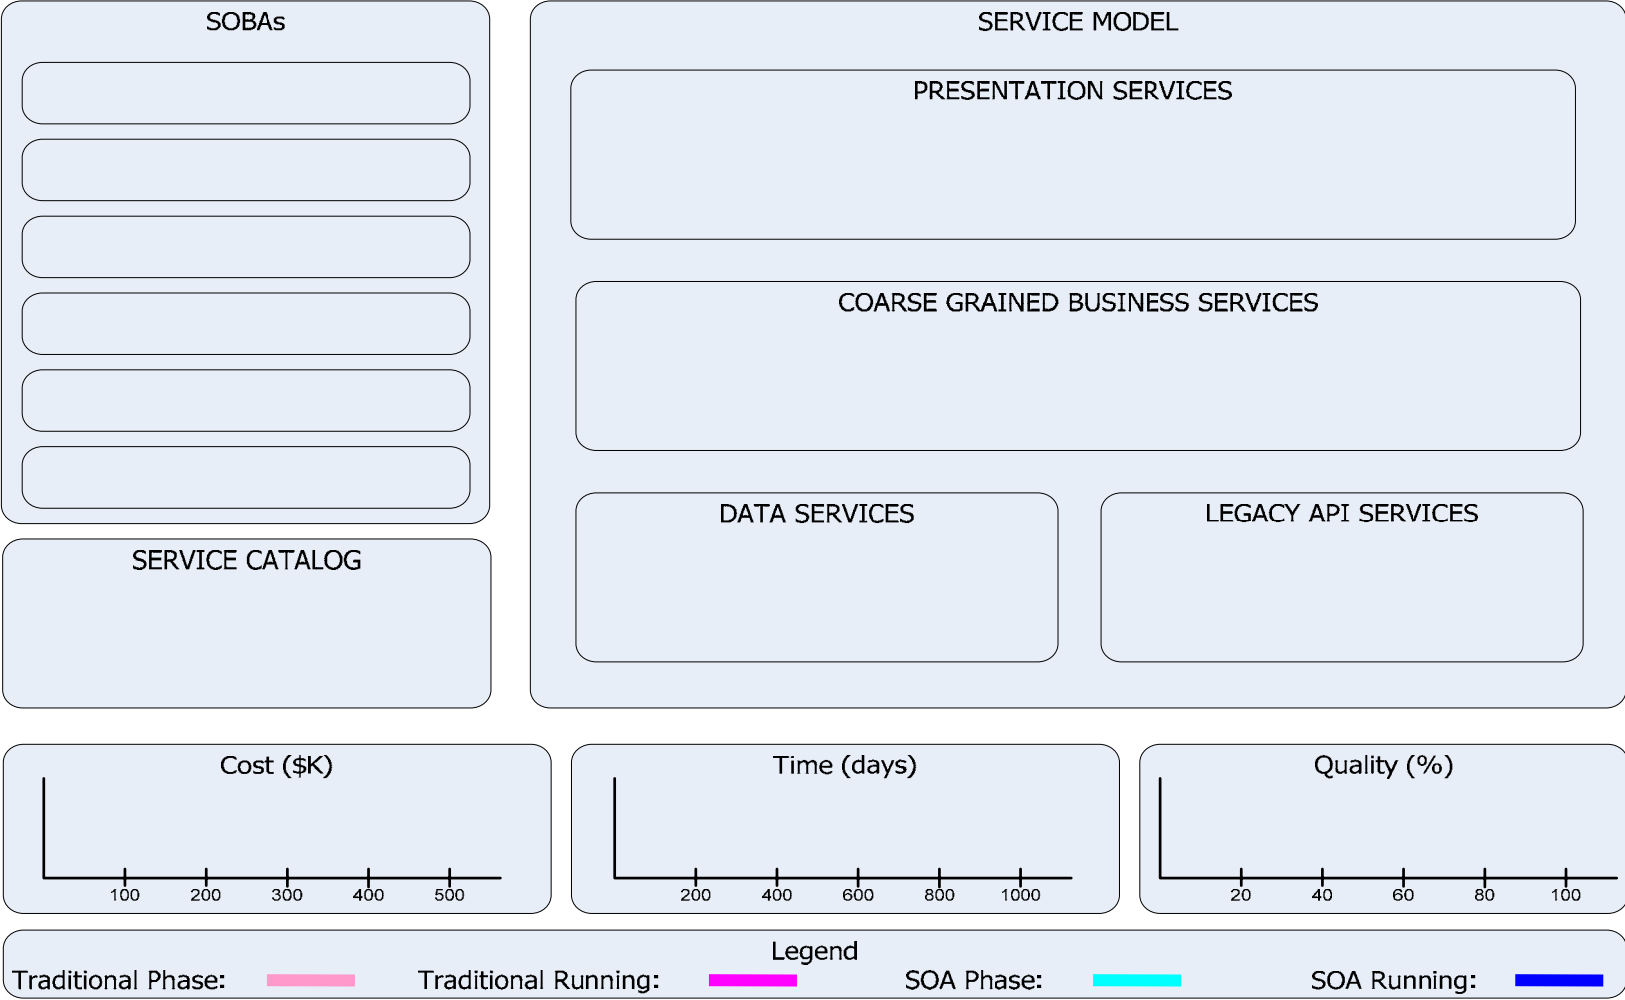 SOBAs
SERVICE MODEL
PRESENTATION SERVICES
COARSE GRAINED BUSINESS SERVICES
DATA SERVICES
LEGACY API SERVICES
SERVICE CATALOG
Cost ($K)
100 200 300 400 500
Time (days)
200 400 600 800 1000
Quality (%)
20 40 60 80 100
Legend
Traditional Phase: Traditional Running: SOA Phase: SOA Running: